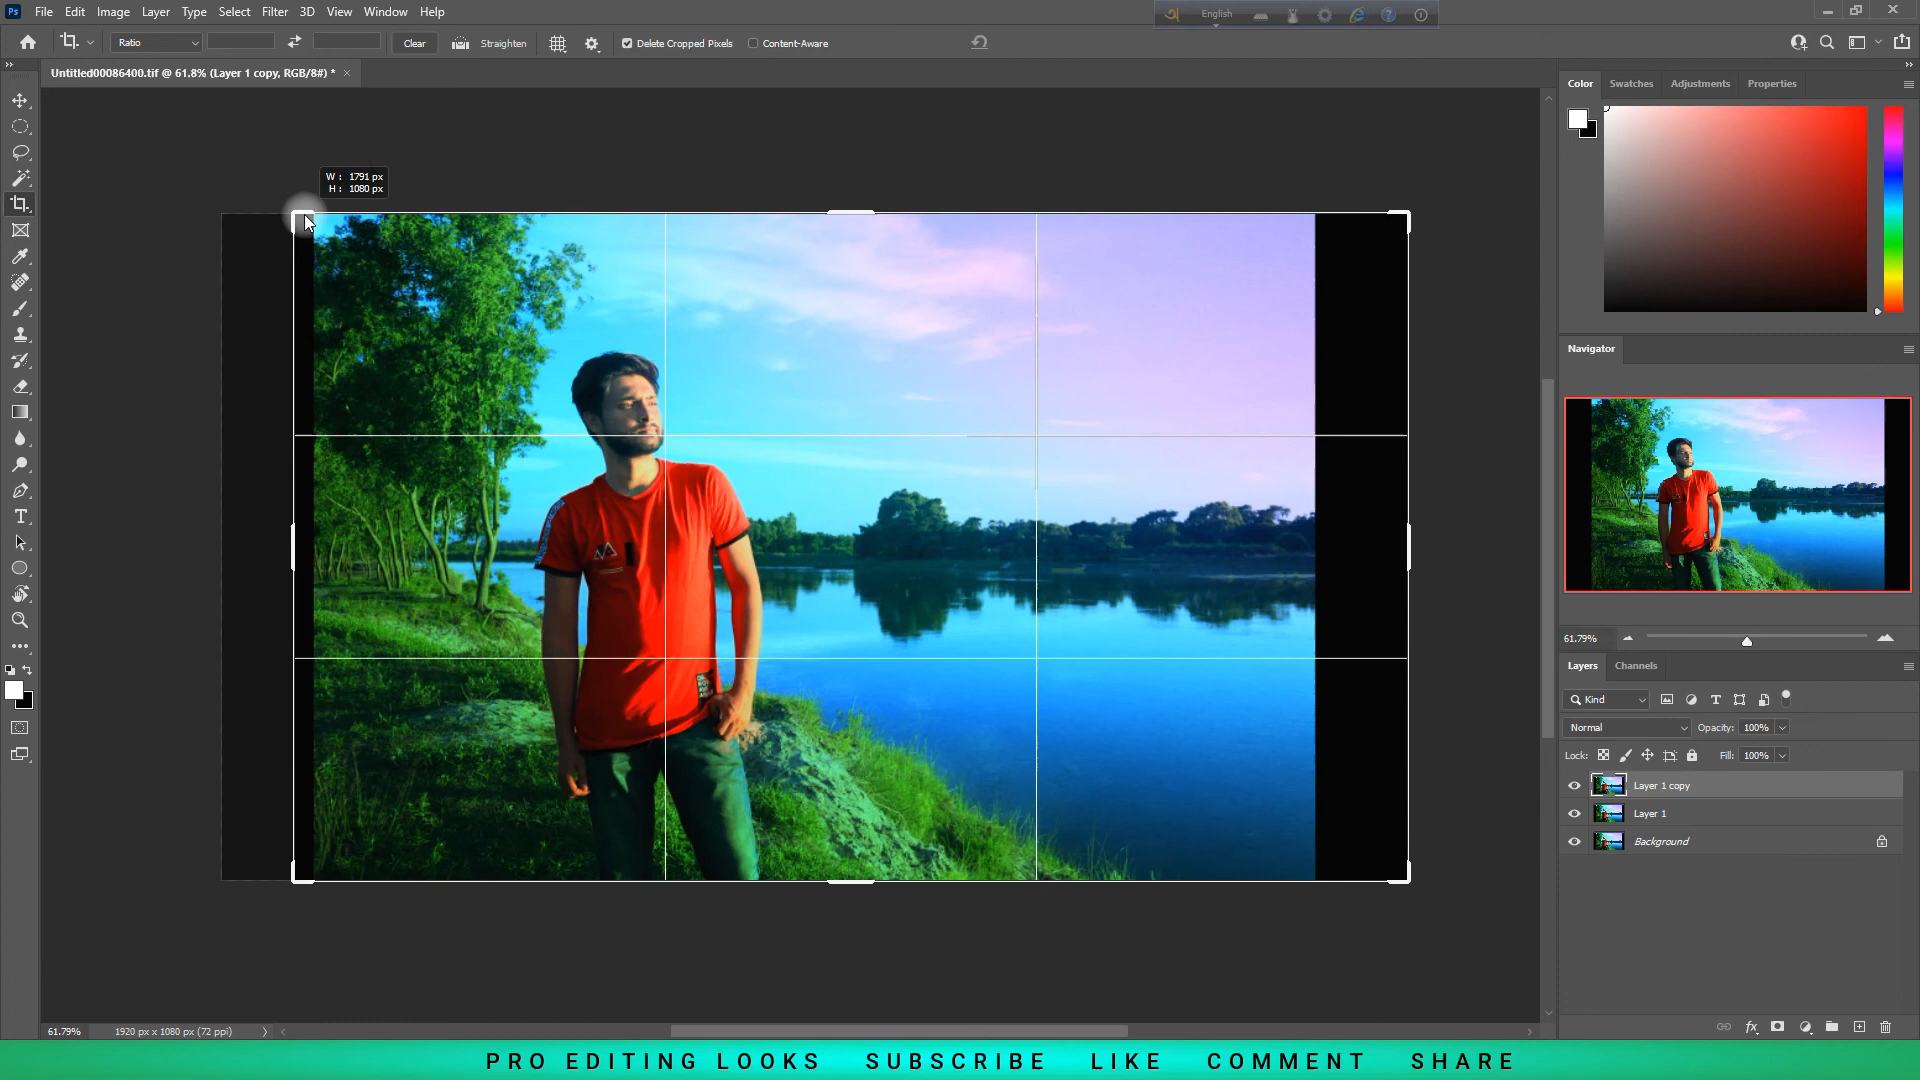 Ps File Edit Image Layer Type Select Filter 3D View Window Help
অ English
Ratio Clear Straighten Delete Cropped Pixels Content-Aware
Untitled00086400.tif @ 61.8% (Layer 1 copy, RGB/8#) * ×
Color Swatches Adjustments Properties
W : 1791 px
H : 1080 px
Navigator
61.79%
Layers Channels
Kind
Normal Opacity: 100%
Lock: Fill: 100%
Layer 1 copy
Layer 1
Background
61.79% 1920 px x 1080 px (72 ppi)
PRO EDITING LOOKS SUBSCRIBE LIKE COMMENT SHARE